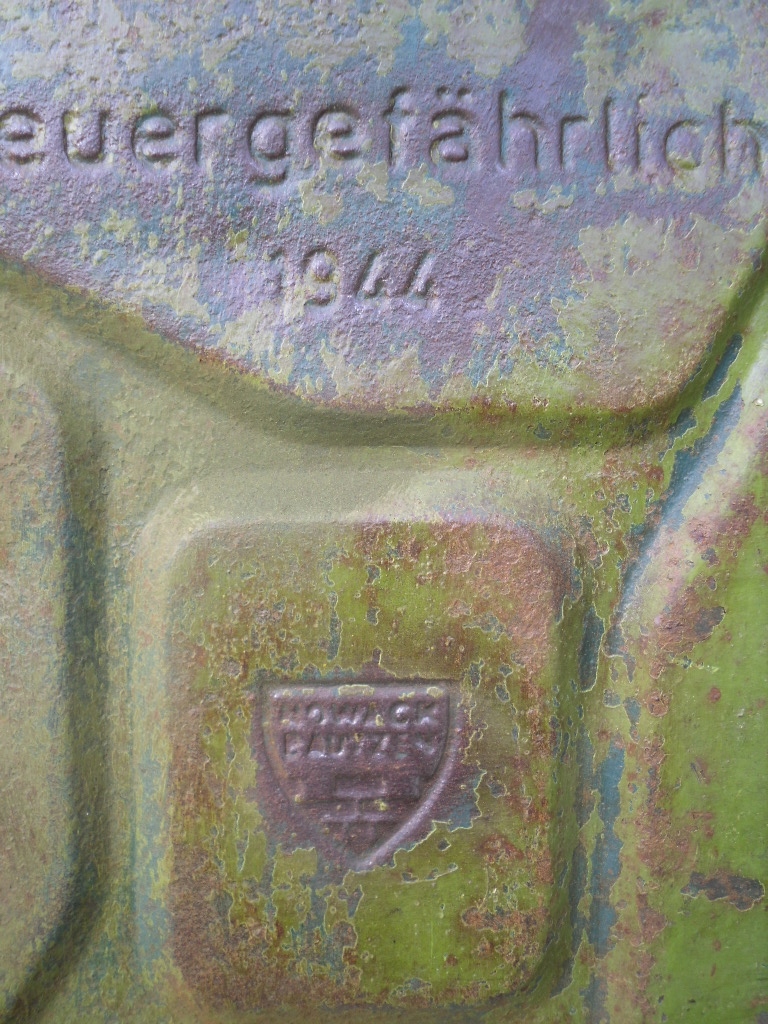 euergefährlich
1944
NOWACK
BAUTZEN